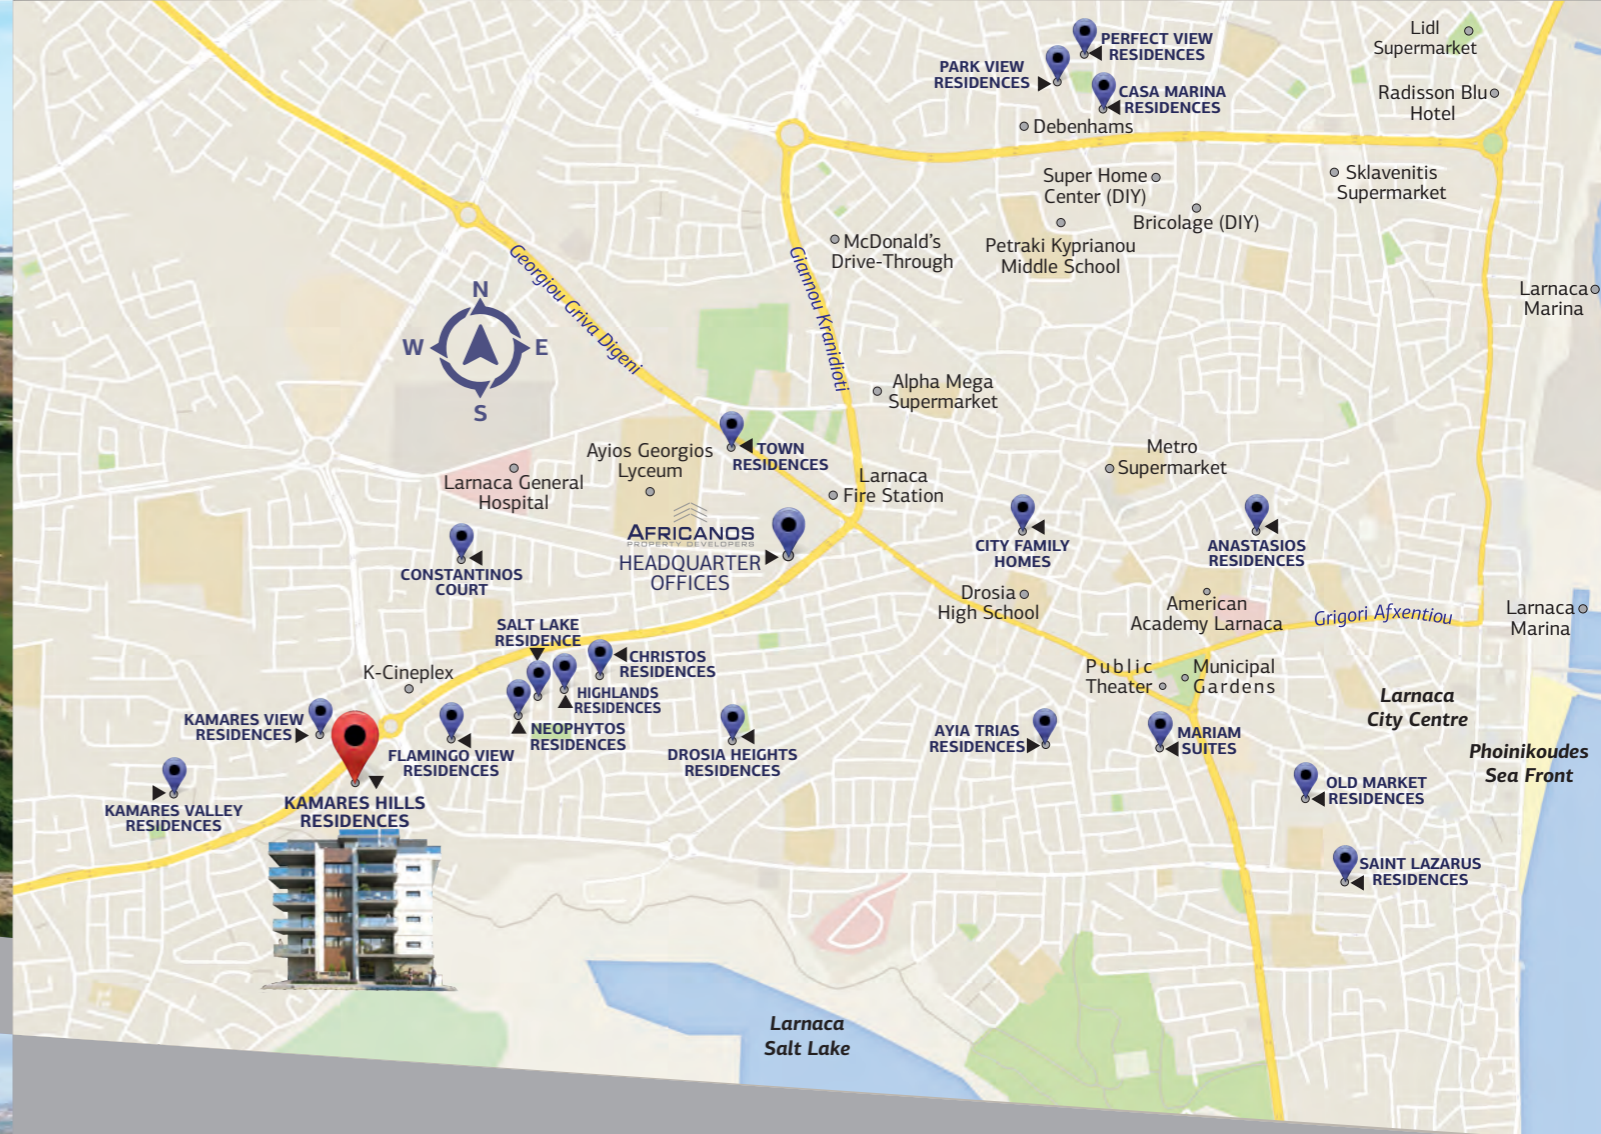 Lidl
Supermarket
PERFECT VIEW
RESIDENCES
PARK VIEW
RESIDENCES
CASA MARINA
RESIDENCES
Radisson Blu
Hotel
Debenhams
Super Home
Center (DIY)
Sklavenitis
Supermarket
Bricolage (DIY)
Petraki Kyprianou
Middle School
McDonald's
Drive-Through
Georgiou Griva Digeni
Giannou Kranidioti
Larnaca
Marina
N
W
E
S
Alpha Mega
Supermarket
Ayios Georgios
Lyceum
TOWN
RESIDENCES
Metro
Supermarket
Larnaca General
Hospital
Larnaca
Fire Station
AFRICANOS
PROPERTY DEVELOPERS
HEADQUARTER
OFFICES
CITY FAMILY
HOMES
ANASTASIOS
RESIDENCES
CONSTANTINOS
COURT
Drosia
High School
American
Academy Larnaca
Grigori Afxentiou
Larnaca
Marina
SALT LAKE
RESIDENCE
CHRISTOS
RESIDENCES
K-Cineplex
HIGHLANDS
RESIDENCES
Public
Theater
Municipal
Gardens
Larnaca
City Centre
KAMARES VIEW
RESIDENCES
NEOPHYTOS
RESIDENCES
FLAMINGO VIEW
RESIDENCES
DROSIA HEIGHTS
RESIDENCES
AYIA TRIAS
RESIDENCES
MARIAM
SUITES
Phoinikoudes
Sea Front
KAMARES VALLEY
RESIDENCES
KAMARES HILLS
RESIDENCES
OLD MARKET
RESIDENCES
SAINT LAZARUS
RESIDENCES
Larnaca
Salt Lake